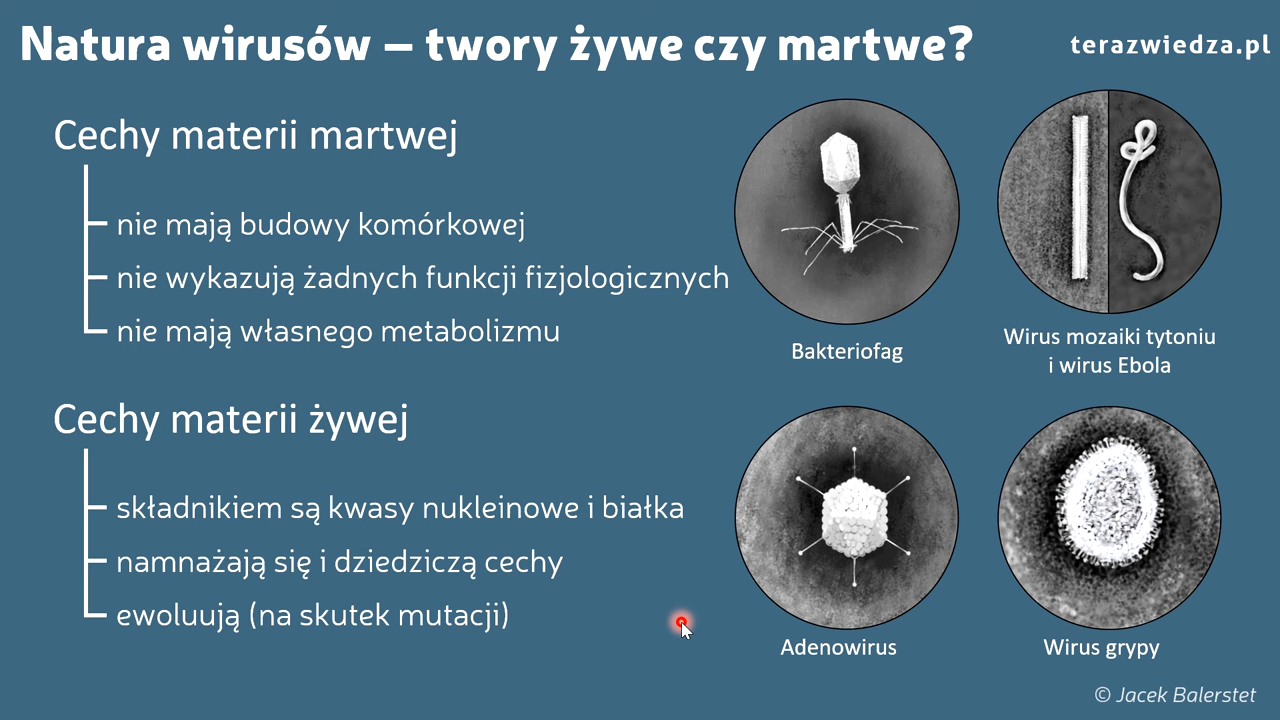 Natura wirusów – twory żywe czy martwe?
terazwiedza.pl
Cechy materii martwej
nie mają budowy komórkowej
nie wykazują żadnych funkcji fizjologicznych
nie mają własnego metabolizmu
Cechy materii żywej
składnikiem są kwasy nukleinowe i białka
namnażają się i dziedziczą cechy
ewoluują (na skutek mutacji)
Bakteriofag
Wirus mozaiki tytoniu
i wirus Ebola
Adenowirus
Wirus grypy
© Jacek Balerstet